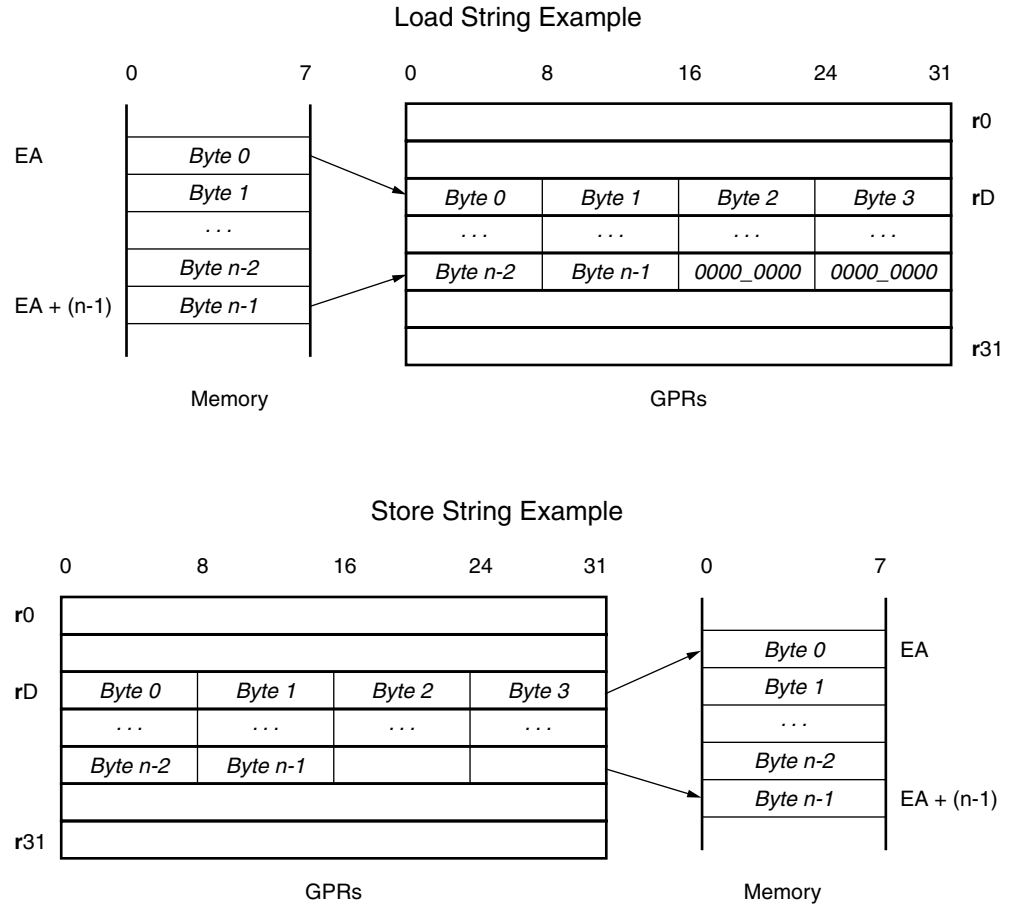 Load String Example
0 7 0 8 16 24 31
r0
EA Byte 0
Byte 1 Byte 0 Byte 1 Byte 2 Byte 3 rD
. . . . . . . . . . . . . . .
Byte n-2 Byte n-2 Byte n-1 0000_0000 0000_0000
EA + (n-1) Byte n-1
r31
Memory GPRs
Store String Example
0 8 16 24 31 0 7
r0
Byte 0 EA
rD Byte 0 Byte 1 Byte 2 Byte 3 Byte 1
. . . . . . . . . . . . . . .
Byte n-2 Byte n-1 Byte n-2
Byte n-1 EA + (n-1)
r31
GPRs Memory